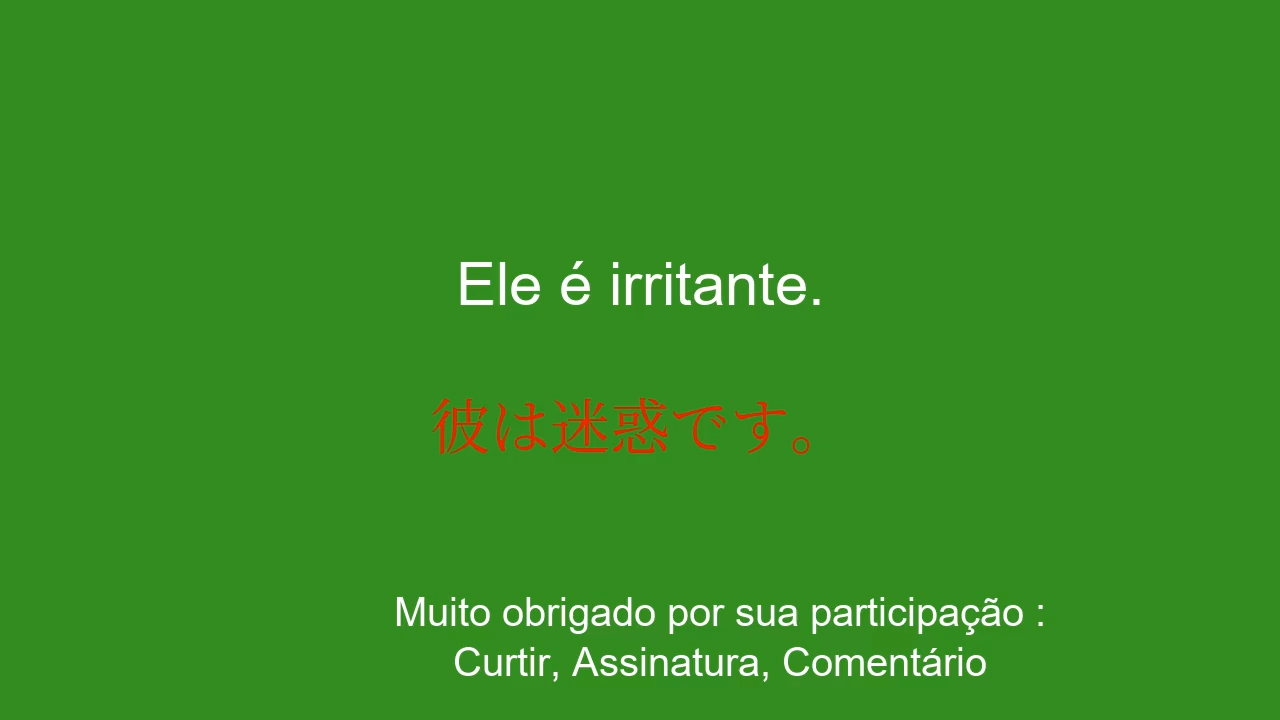 Ele é irritante.
彼は迷惑です。
Muito obrigado por sua participação :
Curtir, Assinatura, Comentário